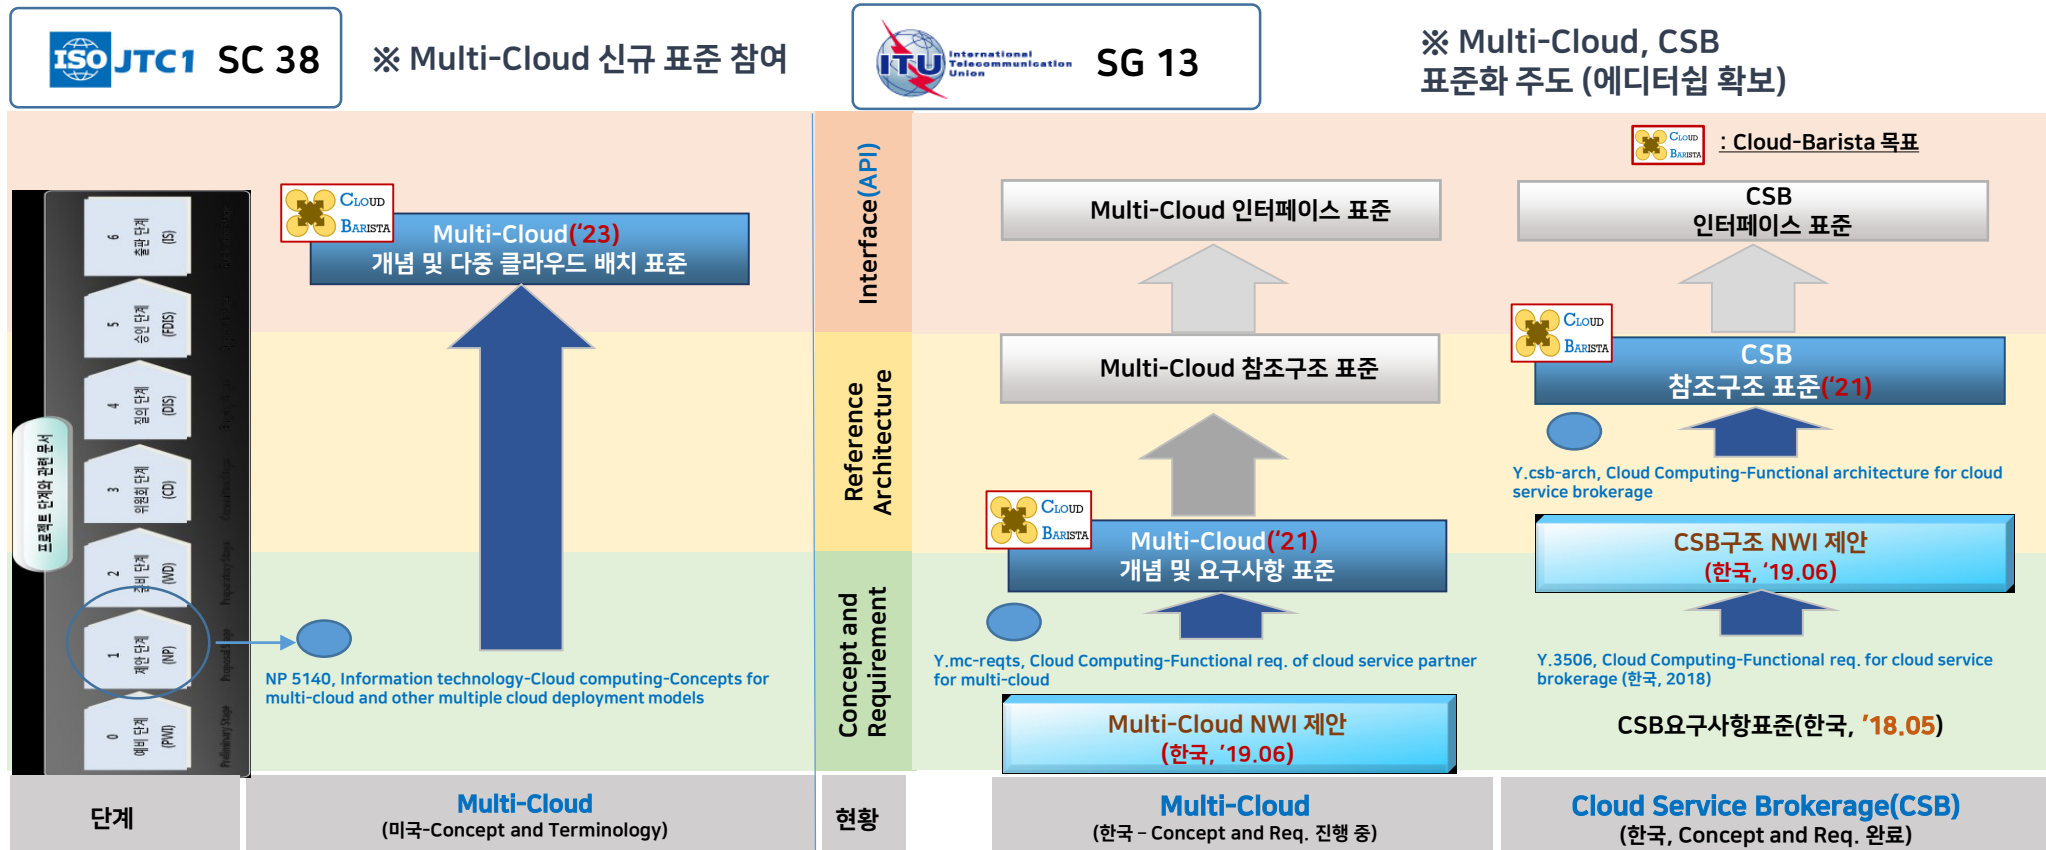 ISO JTC1 SC 38
※ Multi-Cloud 신규 표준 참여
ITU International
Telecommunication
Union
SG 13
※ Multi-Cloud, CSB
표준화 주도 (에디터쉽 확보)
CLOUD
BARISTA
: Cloud-Barista 목표
프로젝트 단계와 관련 문서
6
출판 단계
(IS)
5
승인 단계
(FDIS)
4
질의 단계
(DIS)
3
위원회 단계
(CD)
2
준비 단계
(WD)
Preparatory Stage
1
제안 단계
(NP)
Proposal Stage
0
예비 단계
(PWI)
Preliminary Stage
CLOUD
BARISTA
Multi-Cloud(‘23)
개념 및 다중 클라우드 배치 표준
NP 5140, Information technology-Cloud computing-Concepts for
multi-cloud and other multiple cloud deployment models
Interface(API)
Reference
Architecture
Concept and
Requirement
Multi-Cloud 인터페이스 표준
Multi-Cloud 참조구조 표준
CLOUD
BARISTA
Multi-Cloud(‘21)
개념 및 요구사항 표준
Y.mc-reqts, Cloud Computing-Functional req. of cloud service partner
for multi-cloud
Multi-Cloud NWI 제안
(한국, ’19.06)
CSB
인터페이스 표준
CLOUD
BARISTA
CSB
참조구조 표준(‘21)
Y.csb-arch, Cloud Computing-Functional architecture for cloud
service brokerage
CSB구조 NWI 제안
(한국, ‘19.06)
Y.3506, Cloud Computing-Functional req. for cloud service
brokerage (한국, 2018)
CSB요구사항표준(한국, ’18.05)
단계
Multi-Cloud
(미국-Concept and Terminology)
현황
Multi-Cloud
(한국 – Concept and Req. 진행 중)
Cloud Service Brokerage(CSB)
(한국, Concept and Req. 완료)